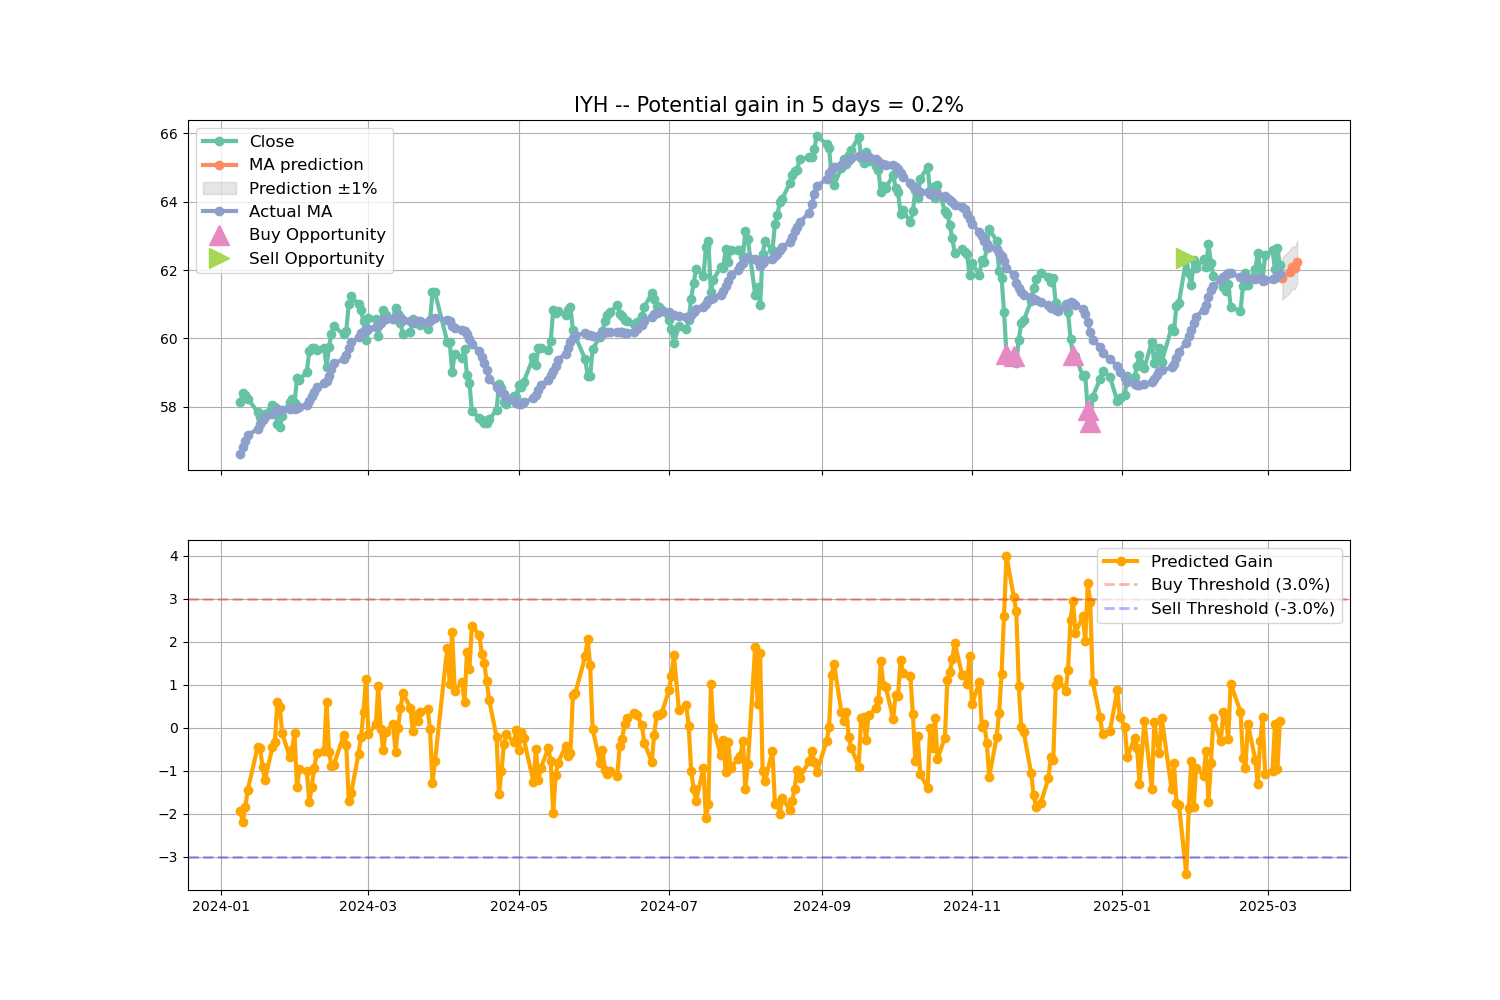 IYH -- Potential gain in 5 days = 0.2%
66
64
62
60
58
Close
MA prediction
Prediction ±1%
Actual MA
Buy Opportunity
Sell Opportunity
4
3
2
1
0
−1
−2
−3
Predicted Gain
Buy Threshold (3.0%)
Sell Threshold (-3.0%)
2024-01 2024-03 2024-05 2024-07 2024-09 2024-11 2025-01 2025-03